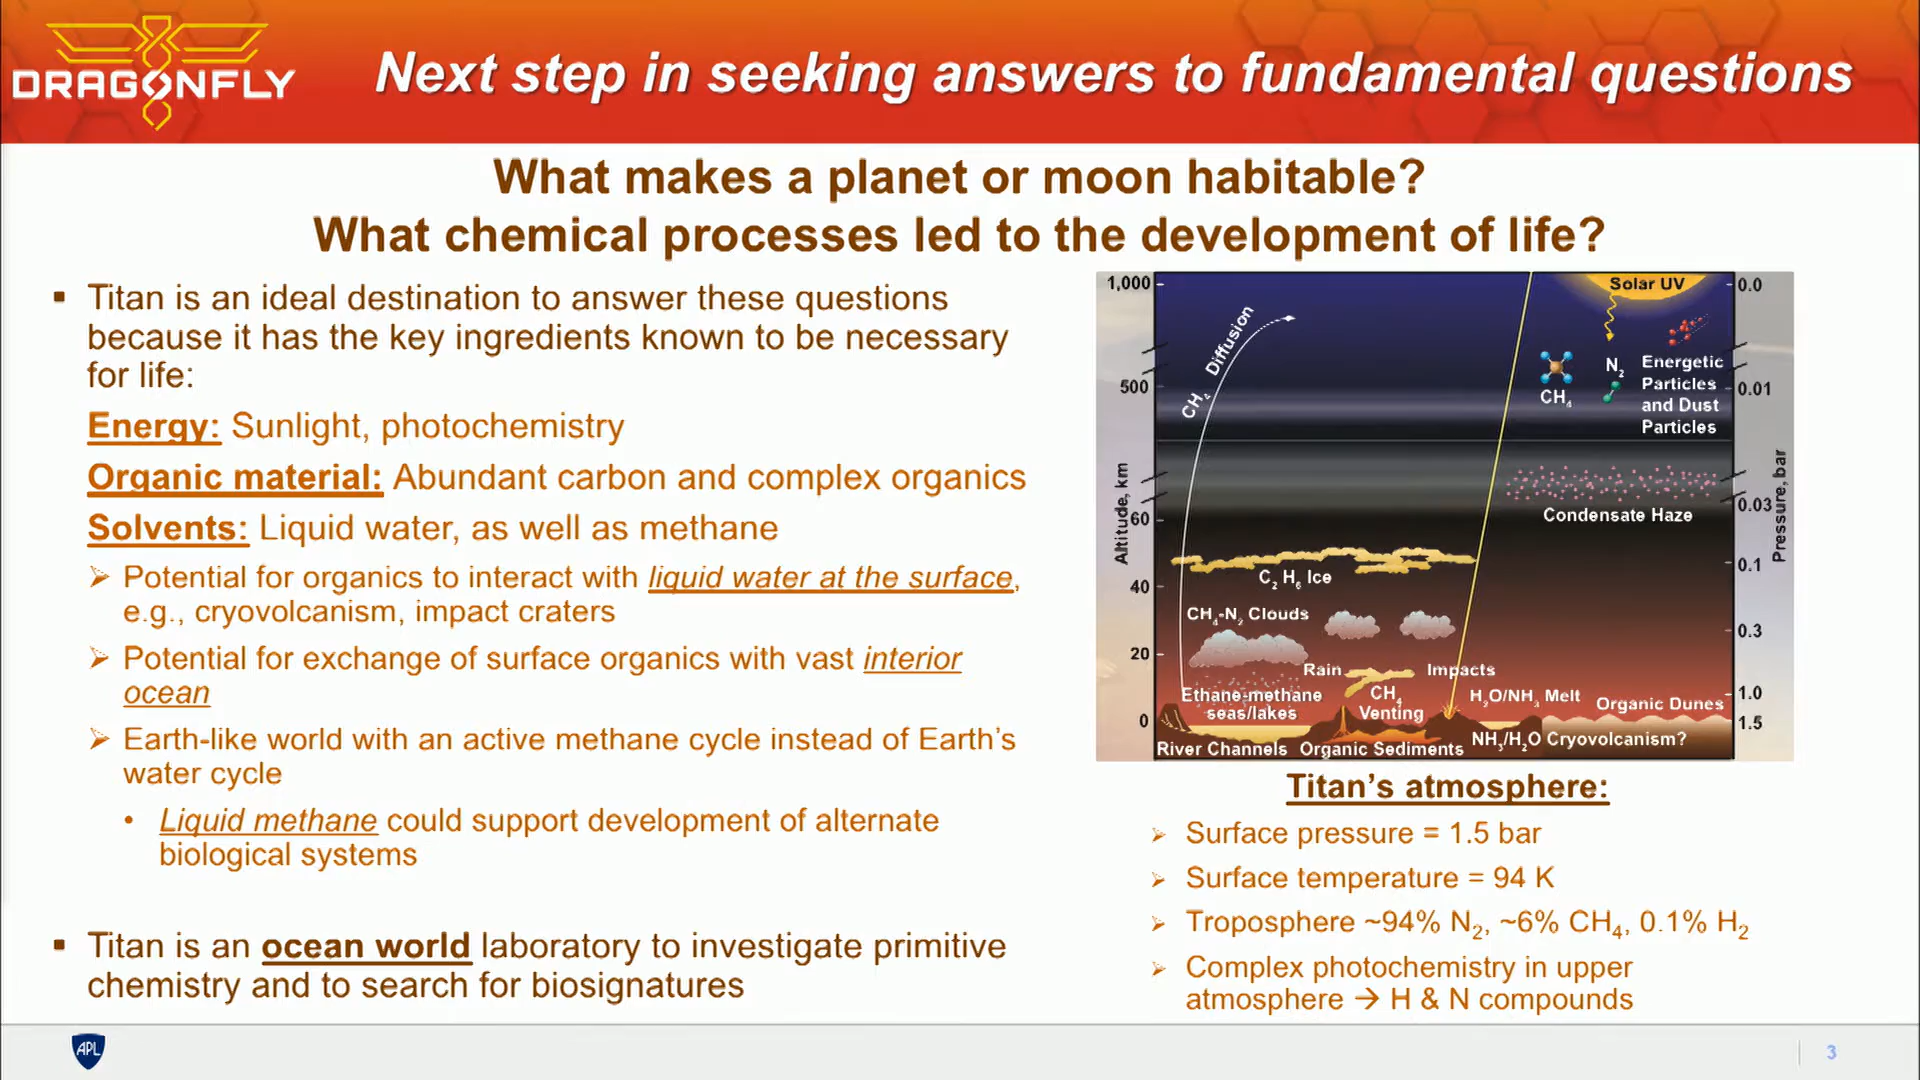 DRAGONFLY
Next step in seeking answers to fundamental questions
What makes a planet or moon habitable?
What chemical processes led to the development of life?
▪ Titan is an ideal destination to answer these questions
because it has the key ingredients known to be necessary
for life:
Energy: Sunlight, photochemistry
Organic material: Abundant carbon and complex organics
Solvents: Liquid water, as well as methane
➢ Potential for organics to interact with liquid water at the surface,
e.g., cryovolcanism, impact craters
➢ Potential for exchange of surface organics with vast interior
ocean
➢ Earth-like world with an active methane cycle instead of Earth's
water cycle
• Liquid methane could support development of alternate
biological systems
▪ Titan is an ocean world laboratory to investigate primitive
chemistry and to search for biosignatures
1,000
500
60
40
20
0
Altitude, km
CH₄ Diffusion
Solar UV
CH₄
N₂
Energetic
Particles
and Dust
Particles
Condensate Haze
C₂ H₆ Ice
CH₄-N₂ Clouds
Rain
Impacts
Ethane-methane
seas/lakes
CH₄
Venting
H₂O/NH₃ Melt
Organic Dunes
River Channels
Organic Sediments
NH₃/H₂O Cryovolcanism?
0.0
0.01
0.03
0.1
0.3
1.0
1.5
Pressure, bar
Titan's atmosphere:
➢ Surface pressure = 1.5 bar
➢ Surface temperature = 94 K
➢ Troposphere ~94% N₂, ~6% CH₄, 0.1% H₂
➢ Complex photochemistry in upper
atmosphere → H & N compounds
APL
3